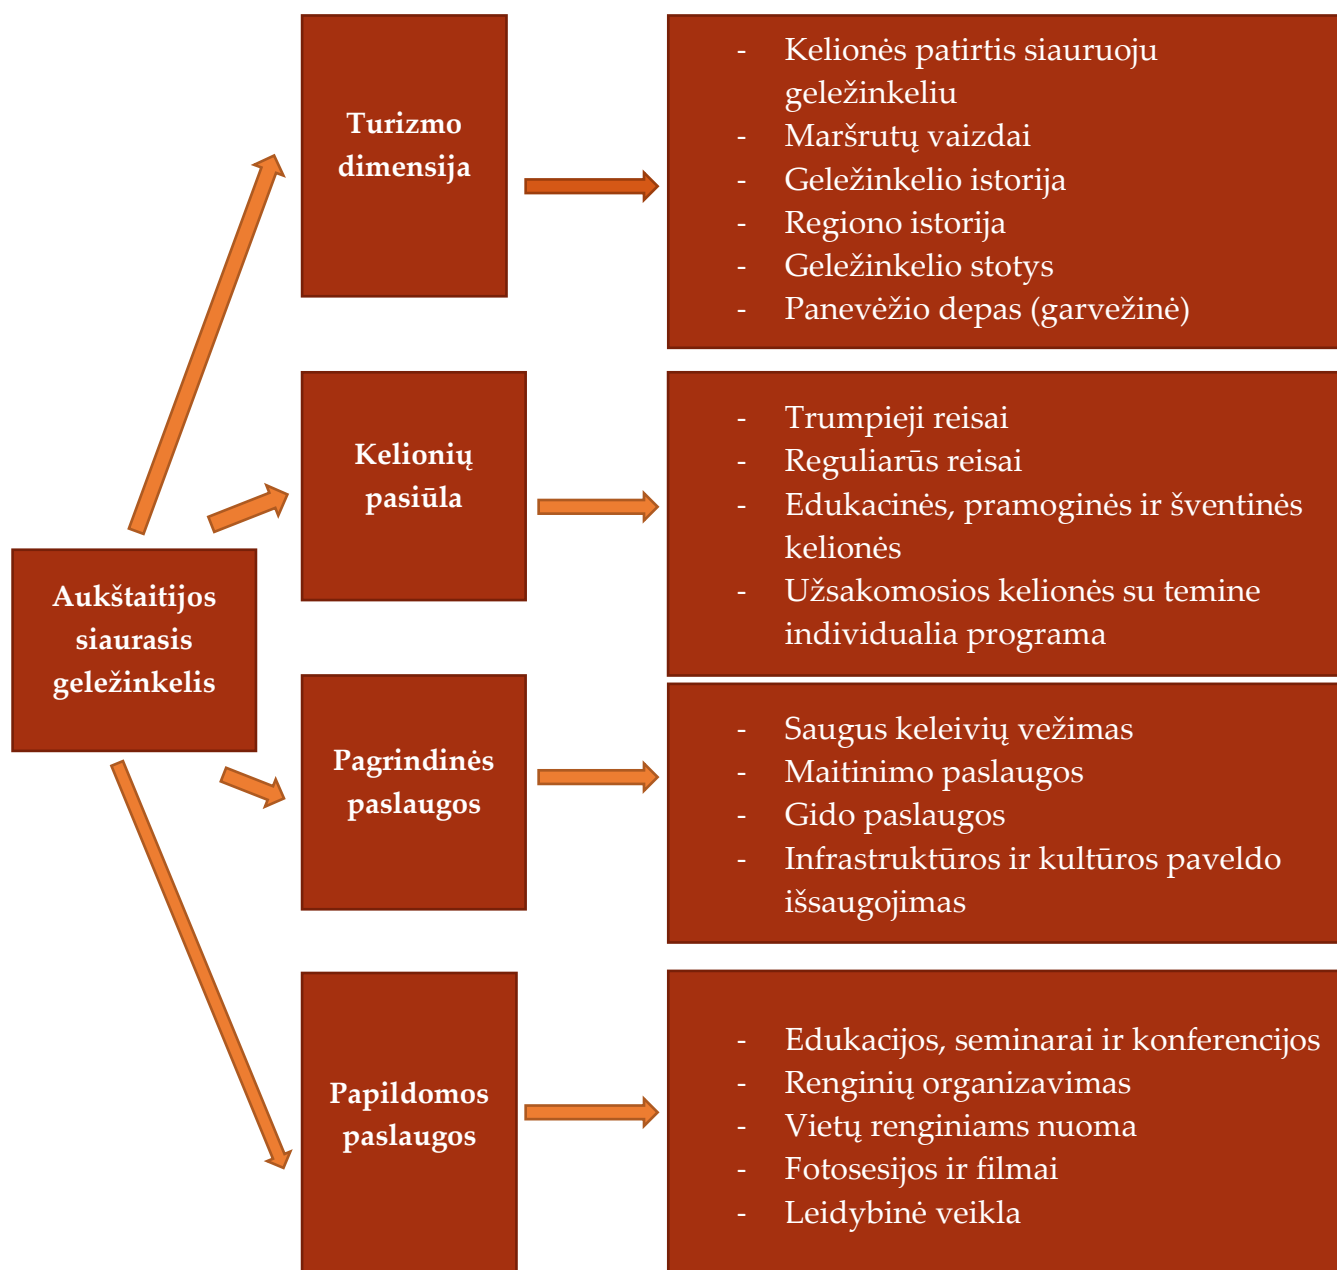 Aukštaitijos
siaurasis
geležinkelis
Turizmo
dimensija
- Kelionės patirtis siauruoju
geležinkeliu
- Maršrutų vaizdai
- Geležinkelio istorija
- Regiono istorija
- Geležinkelio stotys
- Panevėžio depas (garvežinė)
Kelionių
pasiūla
- Trumpieji reisai
- Reguliarūs reisai
- Edukacinės, pramoginės ir šventinės
kelionės
- Užsakomosios kelionės su temine
individualia programa
Pagrindinės
paslaugos
- Saugus keleivių vežimas
- Maitinimo paslaugos
- Gido paslaugos
- Infrastruktūros ir kultūros paveldo
išsaugojimas
Papildomos
paslaugos
- Edukacijos, seminarai ir konferencijos
- Renginių organizavimas
- Vietų renginiams nuoma
- Fotosesijos ir filmai
- Leidybinė veikla